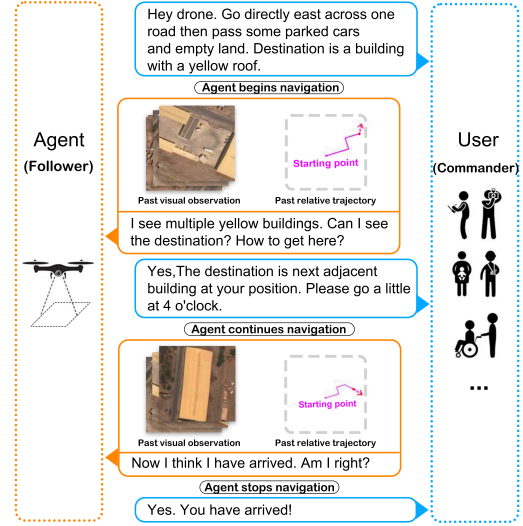 Hey drone. Go directly east across one
road then pass some parked cars
and empty land. Destination is a building
with a yellow roof.
Agent begins navigation
Agent
(Follower)
User
(Commander)
Starting point
Past visual observation
Past relative trajectory
I see multiple yellow buildings. Can I see
the destination? How to get here?
Yes,The destination is next adjacent
building at your position. Please go a little
at 4 o'clock.
Agent continues navigation
Starting point
Past visual observation
Past relative trajectory
Now I think I have arrived. Am I right?
Agent stops navigation
Yes. You have arrived!
...